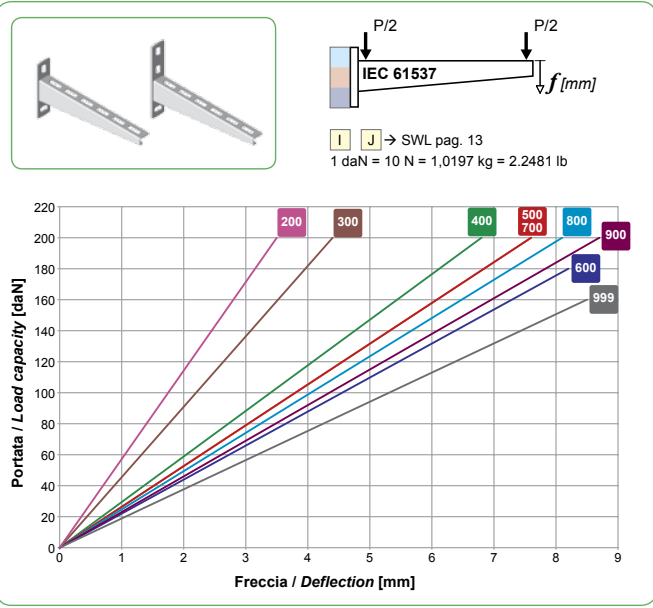 P/2 P/2
IEC 61537
f [mm]
I J → SWL pag. 13
1 daN = 10 N = 1,0197 kg = 2.2481 lb
Portata / Load capacity [daN]
220
200
180
160
140
120
100
80
60
40
20
0
200 300 400 500 700 800 900 600 999
0 1 2 3 4 5 6 7 8 9
Freccia / Deflection [mm]